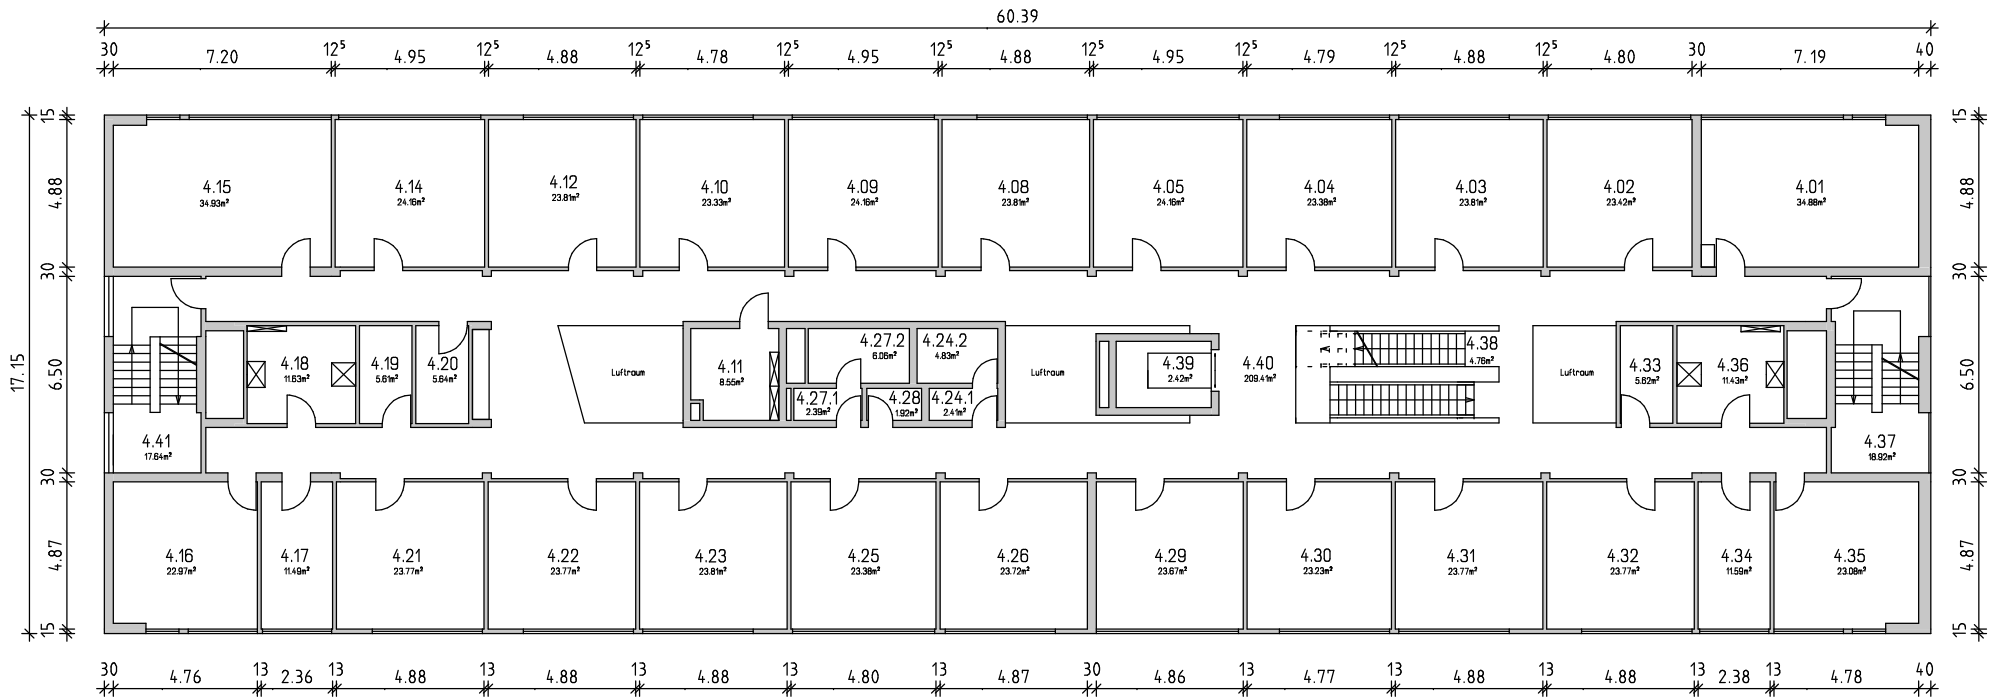 60.39
30 7.20 12⁵ 4.95 12⁵ 4.88 12⁵ 4.78 12⁵ 4.95 12⁵ 4.88 12⁵ 4.95 12⁵ 4.79 12⁵ 4.88 12⁵ 4.80 30 7.19 40
17.15
15 4.88 30 6.50 30 4.87 15
4.15
34.93m²
4.14
24.16m²
4.12
23.81m²
4.10
23.33m²
4.09
24.16m²
4.08
23.81m²
4.05
24.16m²
4.04
23.38m²
4.03
23.81m²
4.02
23.42m²
4.01
34.88m²
4.18
11.63m²
4.19
5.61m²
4.20
5.64m²
Luftraum
4.11
8.55m²
4.27.2
6.06m²
4.24.2
4.83m²
4.27.1
2.39m²
4.28
1.92m²
4.24.1
2.41m²
Luftraum
4.39
2.42m²
4.40
209.41m²
4.38
4.76m²
Luftraum
4.33
5.62m²
4.36
11.43m²
4.41
17.64m²
4.37
18.92m²
4.16
22.97m²
4.17
11.49m²
4.21
23.77m²
4.22
23.77m²
4.23
23.81m²
4.25
23.38m²
4.26
23.72m²
4.29
23.67m²
4.30
23.23m²
4.31
23.77m²
4.32
23.77m²
4.34
11.59m²
4.35
23.08m²
15 4.88 30 6.50 30 4.87 15
30 4.76 13 2.36 13 4.88 13 4.88 13 4.88 13 4.80 13 4.87 30 4.86 13 4.77 13 4.88 13 4.88 13 2.38 13 4.78 40